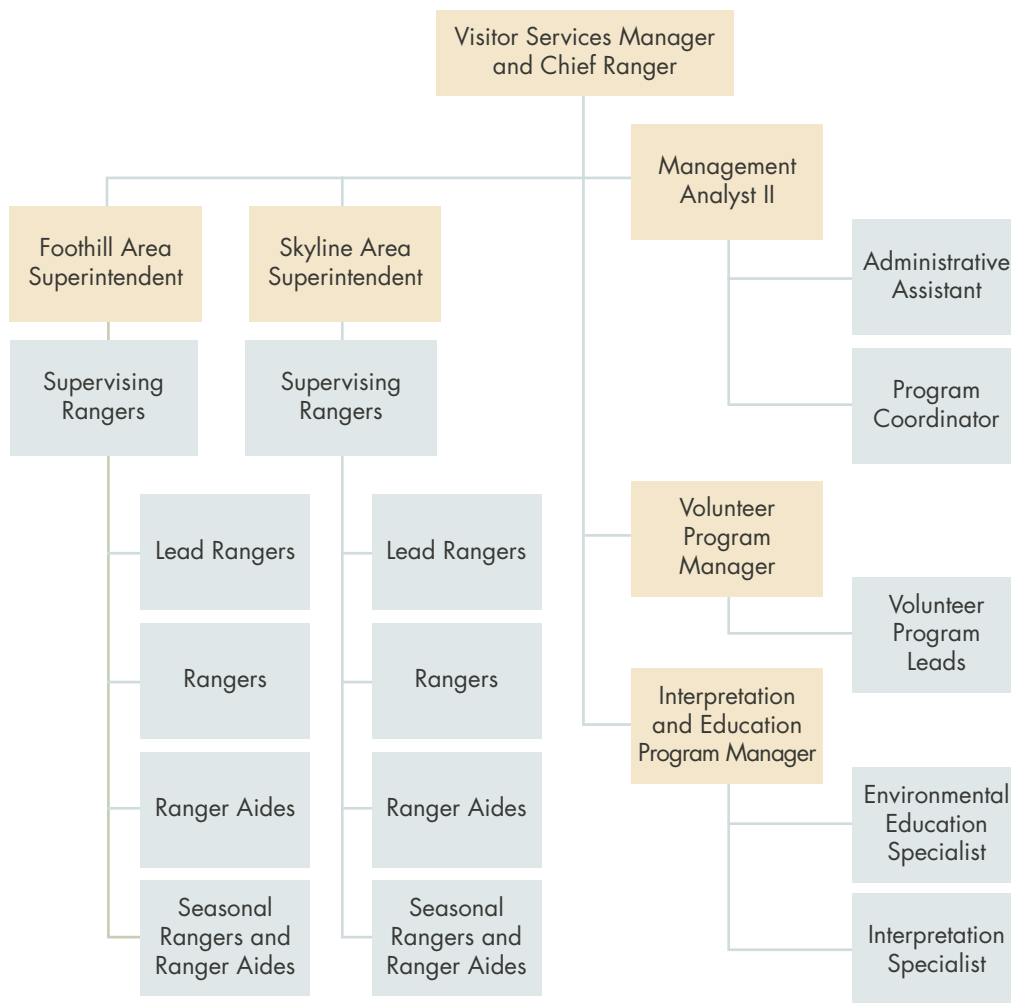 Visitor Services Manager
and Chief Ranger
Management
Analyst II
Foothill Area
Superintendent
Skyline Area
Superintendent
Administrative
Assistant
Supervising
Rangers
Supervising
Rangers
Program
Coordinator
Lead Rangers
Lead Rangers
Volunteer
Program
Manager
Volunteer
Program
Leads
Rangers
Rangers
Interpretation
and Education
Program Manager
Ranger Aides
Ranger Aides
Environmental
Education
Specialist
Seasonal
Rangers and
Ranger Aides
Seasonal
Rangers and
Ranger Aides
Interpretation
Specialist